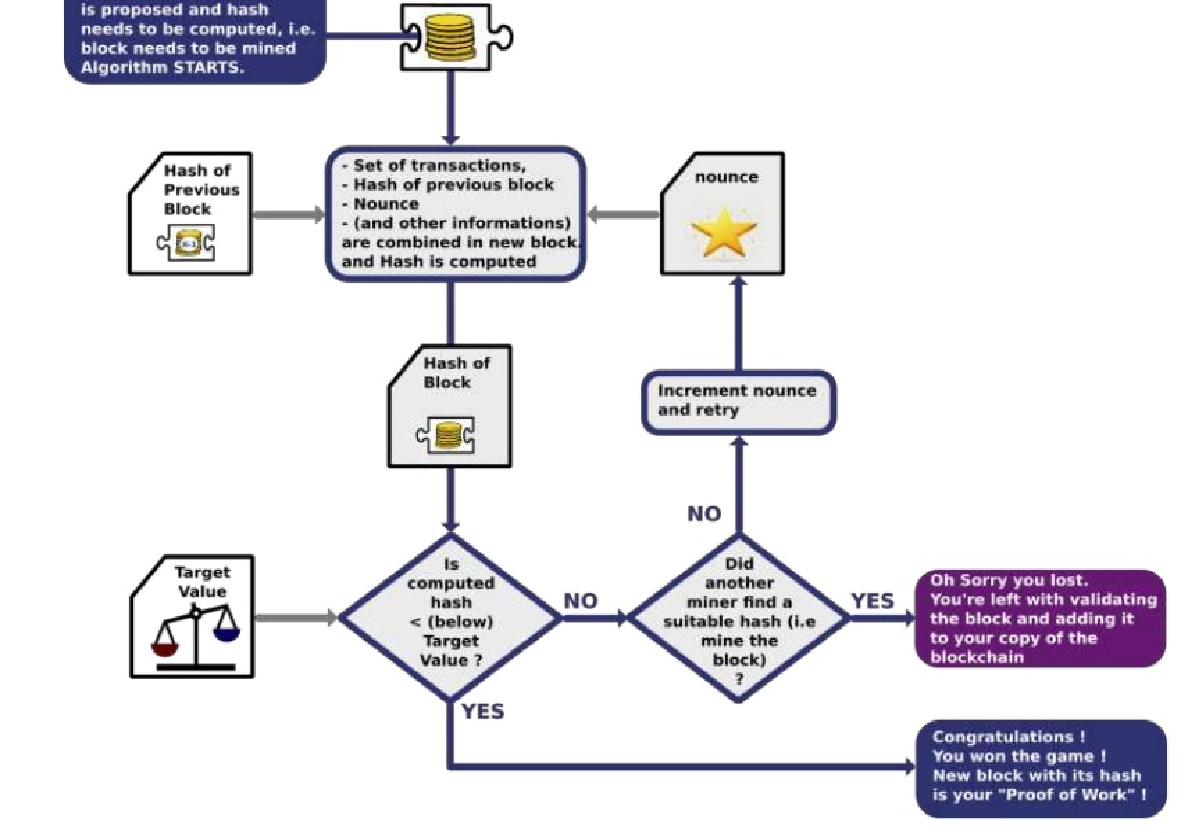 is proposed and hash
needs to be computed, i.e.
block needs to be mined
Algorithm STARTS.
Hash of
Previous
Block
K-1
- Set of transactions,
- Hash of previous block
- Nounce
- (and other informations)
are combined in new block.
and Hash is computed
nounce
Hash of
Block
Increment nounce
and retry
NO
Target
Value
Is
computed
hash
< (below)
Target
Value ?
NO
Did
another
miner find a
suitable hash (i.e
mine the
block)
?
YES
Oh Sorry you lost.
You're left with validating
the block and adding it
to your copy of the
blockchain
YES
Congratulations !
You won the game !
New block with its hash
is your "Proof of Work" !